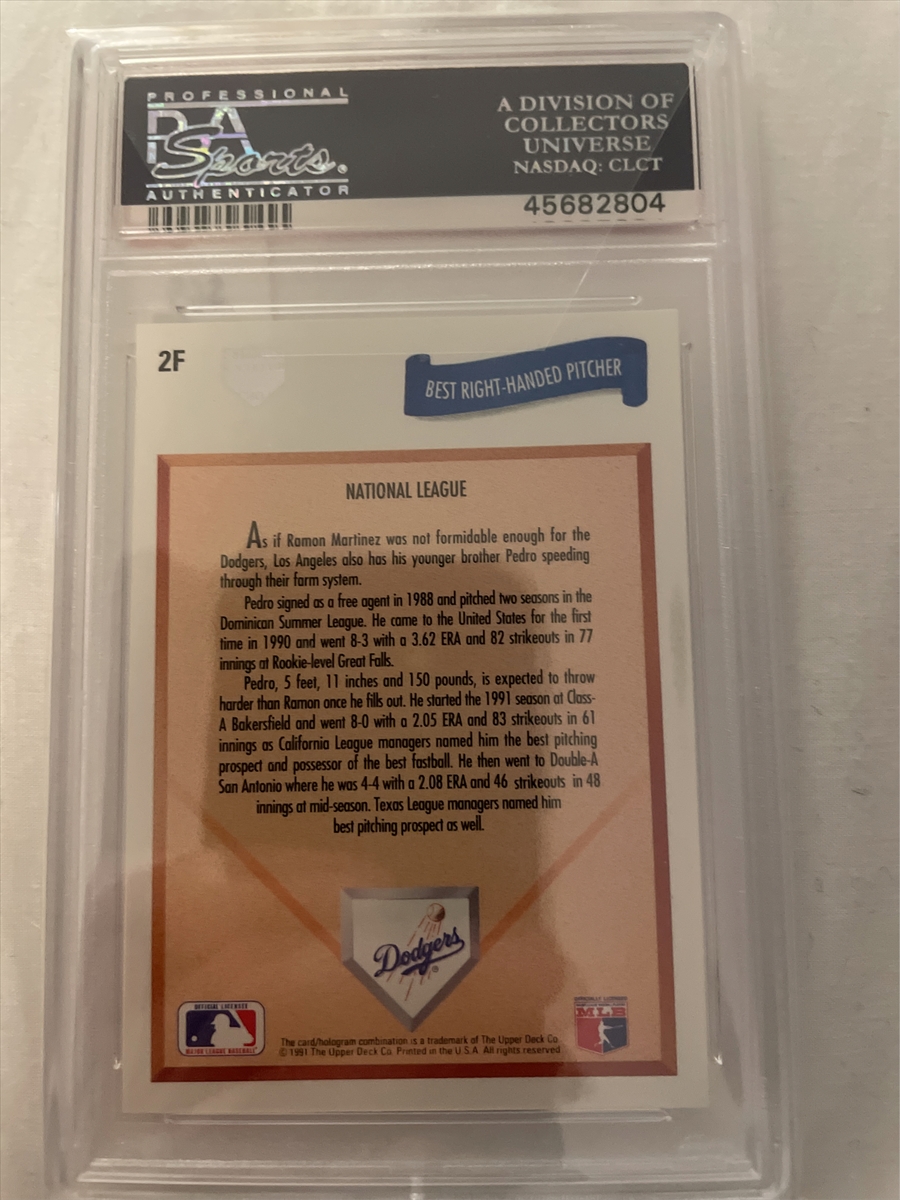 PROFESSIONAL
PSA
Sports.
AUTHENTICATOR
A DIVISION OF
COLLECTORS
UNIVERSE
NASDAQ: CLCT
45682804
2F
BEST RIGHT-HANDED PITCHER
NATIONAL LEAGUE
As if Ramon Martinez was not formidable enough for the
Dodgers, Los Angeles also has his younger brother Pedro speeding
through their farm system.
Pedro signed as a free agent in 1988 and pitched two seasons in the
Dominican Summer League. He came to the United States for the first
time in 1990 and went 8-3 with a 3.62 ERA and 82 strikeouts in 77
innings at Rookie-level Great Falls.
Pedro, 5 feet, 11 inches and 150 pounds, is expected to throw
harder than Ramon once he fills out. He started the 1991 season at Class-
A Bakersfield and went 8-0 with a 2.05 ERA and 83 strikeouts in 61
innings as California League managers named him the best pitching
prospect and possessor of the best fastball. He then went to Double-A
San Antonio where he was 4-4 with a 2.08 ERA and 46 strikeouts in 48
innings at mid-season. Texas League managers named him
best pitching prospect as well.
Dodgers®
OFFICIAL LICENSEE
MAJOR LEAGUE BASEBALL
MLB
The card/hologram combination is a trademark of The Upper Deck Co.
© 1991 The Upper Deck Co. Printed in the U.S.A. All rights reserved